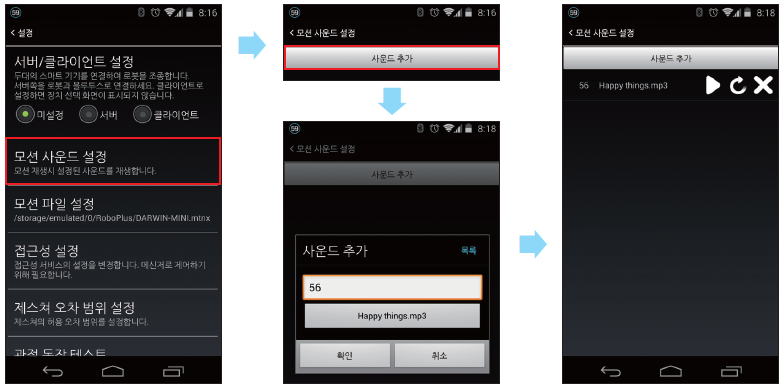 59
8:16
< 설정
서버/클라이언트 설정
두대의 스마트 기기를 연결하여 로봇을 조종합니다.
서버쪽을 로봇과 블루투스로 연결하세요. 클라이언트로
설정하면 장치 선택 화면이 표시되지 않습니다.
미설정 서버 클라이언트
모션 사운드 설정
모션 재생시 설정된 사운드를 재생합니다.
모션 파일 설정
/storage/emulated/0/RoboPlus/DARWIN-MINI.mtnx
접근성 설정
접근성 서비스의 설정을 변경합니다. 메신저로 제어하기
위해 필요합니다.
제스쳐 오차 범위 설정
제스쳐의 허용 오차 범위를 설정합니다.
관절 동작 테스트
59
8:16
< 모션 사운드 설정
사운드 추가
59
8:18
< 모션 사운드 설정
사운드 추가
사운드 추가 목록
56
Happy things.mp3
확인 취소
59
8:18
< 모션 사운드 설정
사운드 추가
56 Happy things.mp3